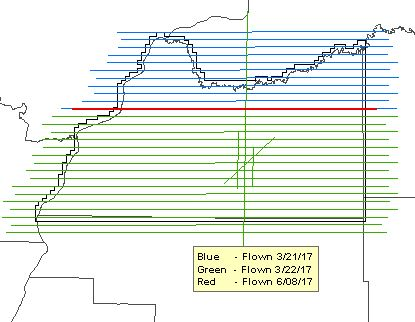 Blue - Flown 3/21/17
Green - Flown 3/22/17
Red - Flown 6/08/17